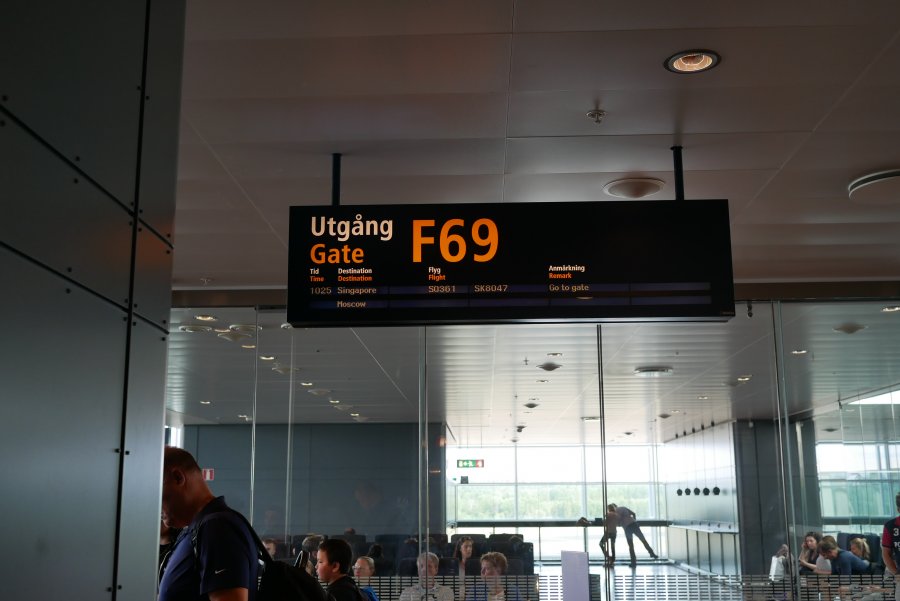 Utgång F69
Gate
Tid Destination Flyg Anmärkning
Time Destination Flight Remark
1025 Singapore SQ361 SK8047 Go to gate
Moscow